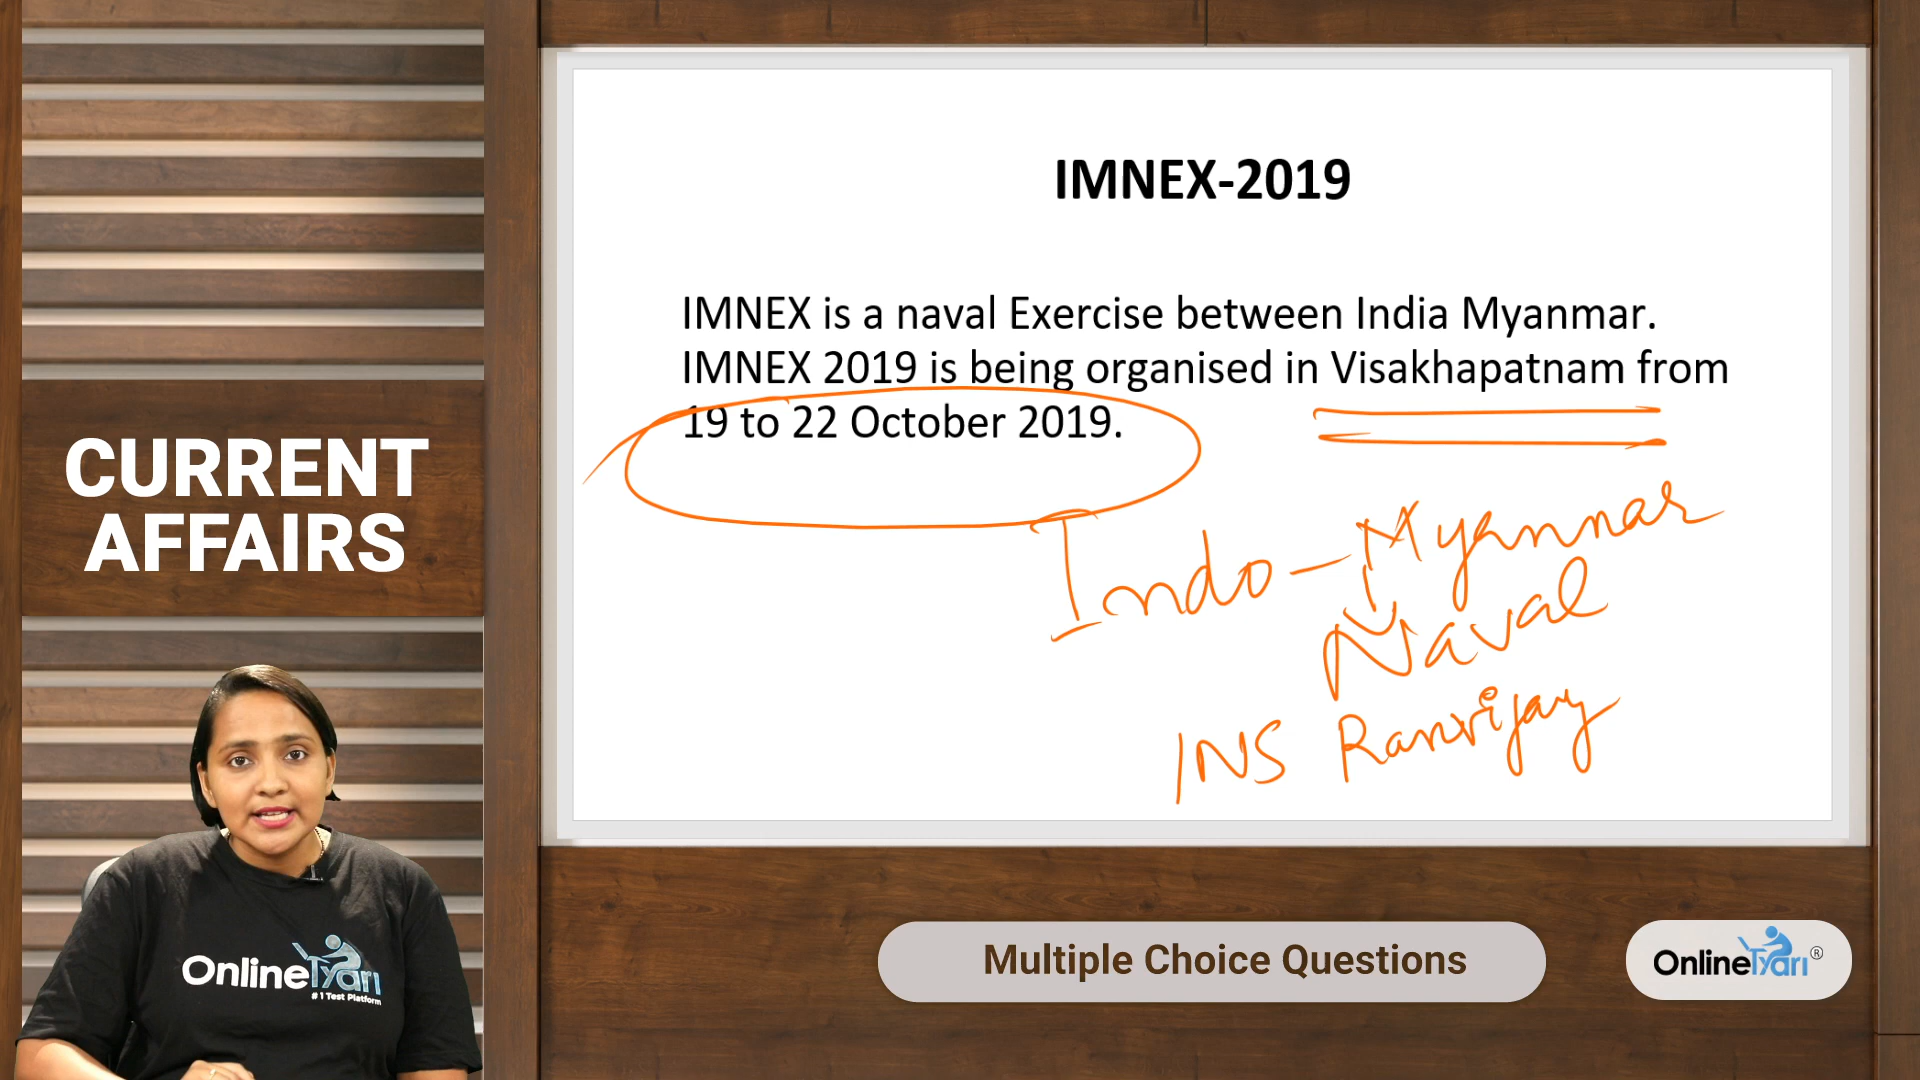 IMNEX-2019
IMNEX is a naval Exercise between India Myanmar.
IMNEX 2019 is being organised in Visakhapatnam from
19 to 22 October 2019.
Indo-Myanmar
Naval
INS Ranvijay
CURRENT
AFFAIRS
OnlineTyari
#1 Test Platform
Multiple Choice Questions
OnlineTyari®